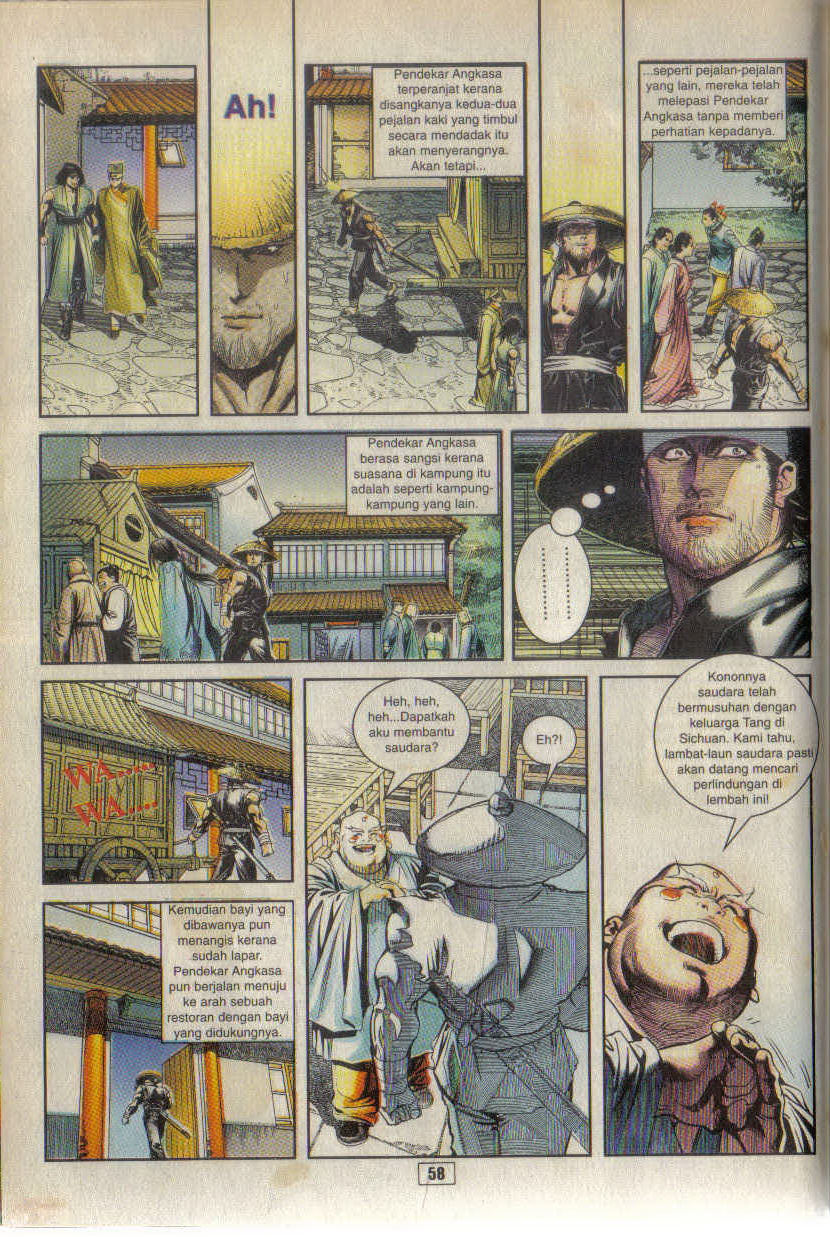 Ah!
Pendekar Angkasa
terperanjat kerana
disangkanya kedua-dua
pejalan kaki yang timbul
secara mendadak itu
akan menyerangnya.
Akan tetapi...
...seperti pejalan-pejalan
yang lain, mereka telah
melepasi Pendekar
Angkasa tanpa memberi
perhatian kepadanya.
Pendekar Angkasa
berasa sangsi kerana
suasana di kampung itu
adalah seperti kampung-
kampung yang lain.
WA......
WA.....
Kemudian bayi yang
dibawanya pun
menangis kerana
sudah lapar.
Pendekar Angkasa
pun berjalan menuju
ke arah sebuah
restoran dengan bayi
yang didukungnya.
Heh, heh,
heh...Dapatkah
aku membantu
saudara?
Eh?!
Kononnya
saudara telah
bermusuhan dengan
keluarga Tang di
Sichuan. Kami tahu,
lambat-laun saudara pasti
akan datang mencari
perlindungan di
lembah ini!
58